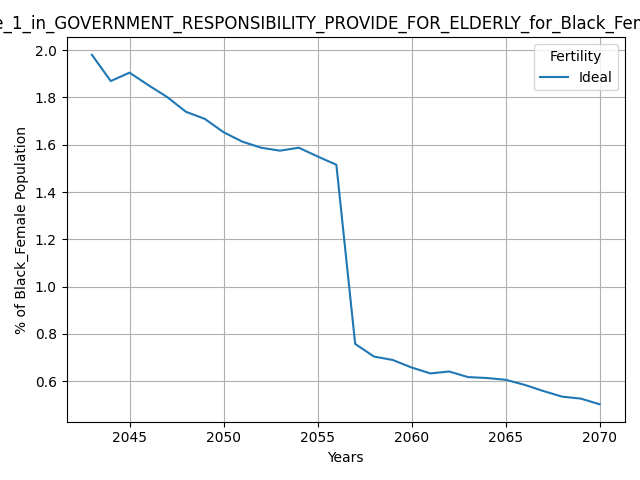 e_1_in_GOVERNMENT_RESPONSIBILITY_PROVIDE_FOR_ELDERLY_for_Black_Fem
Fertility
Ideal
% of Black_Female Population
2.0
1.8
1.6
1.4
1.2
1.0
0.8
0.6
2045 2050 2055 2060 2065 2070
Years